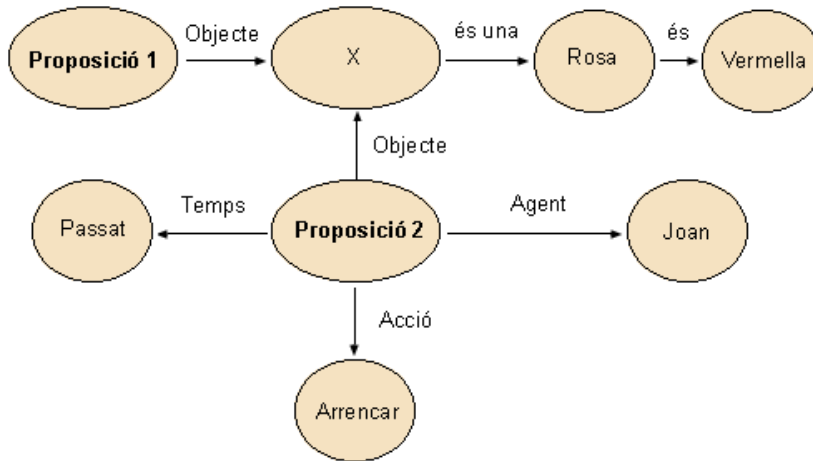 Objecte
és una
és
Proposició 1
X
Rosa
Vermella
Objecte
Temps
Agent
Passat
Proposició 2
Joan
Acció
Arrencar